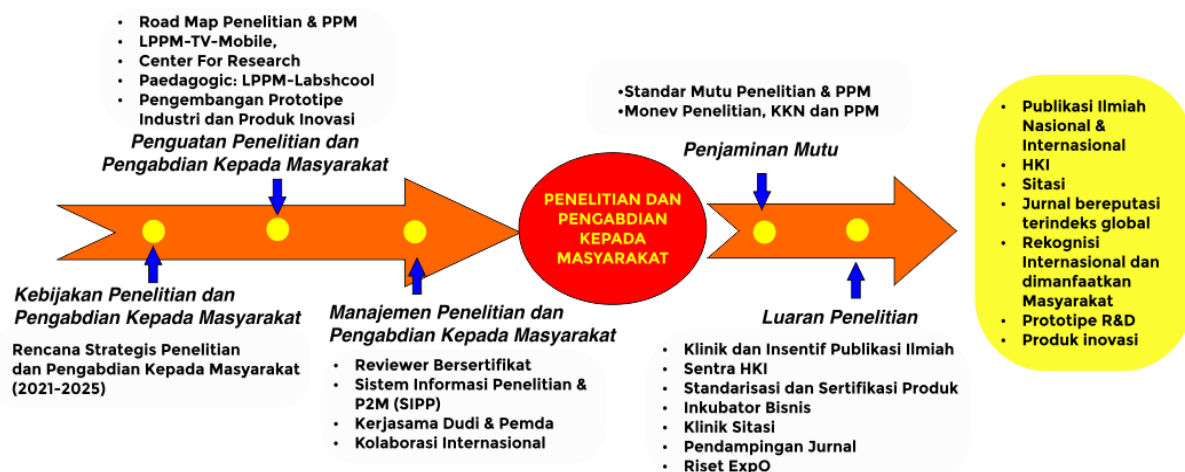 • Road Map Penelitian & PPM
• LPPM-TV-Mobile,
• Center For Research
• Paedagogic: LPPM-Labshcool
• Pengembangan Prototipe
Industri dan Produk Inovasi
Penguatan Penelitian dan
Pengabdian Kepada Masyarakat
Kebijakan Penelitian dan
Pengabdian Kepada Masyarakat
Rencana Strategis Penelitian
dan Pengabdian Kepada Masyarakat
(2021-2025)
Manajemen Penelitian dan
Pengabdian Kepada Masyarakat
• Reviewer Bersertifikat
• Sistem Informasi Penelitian &
P2M (SIPP)
• Kerjasama Dudi & Pemda
• Kolaborasi Internasional
PENELITIAN DAN
PENGABDIAN
KEPADA
MASYARAKAT
•Standar Mutu Penelitian & PPM
•Monev Penelitian, KKN dan PPM
Penjaminan Mutu
Luaran Penelitian
• Klinik dan Insentif Publikasi Ilmiah
• Sentra HKI
• Standarisasi dan Sertifikasi Produk
• Inkubator Bisnis
• Klinik Sitasi
• Pendampingan Jurnal
• Riset ExpO
• Publikasi Ilmiah
Nasional &
Internasional
• HKI
• Sitasi
• Jurnal bereputasi
terindeks global
• Rekognisi
Internasional dan
dimanfaatkan
Masyarakat
• Prototipe R&D
• Produk inovasi